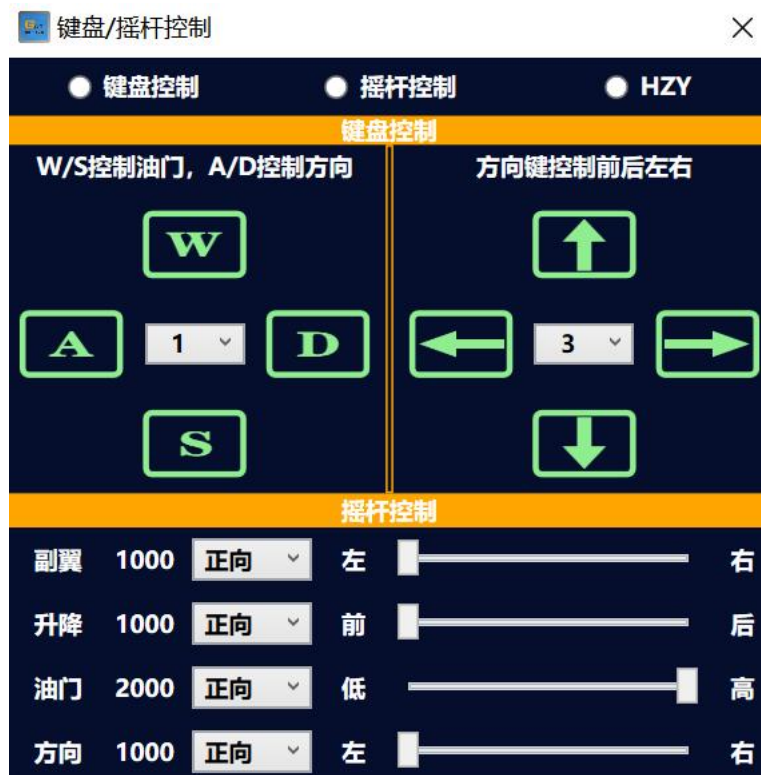 键盘/摇杆控制
键盘控制 摇杆控制 HZY
键盘控制
W/S控制油门，A/D控制方向
W
A 1 D
S
方向键控制前后左右
3
摇杆控制
副翼 1000 正向 左 右
升降 1000 正向 前 后
油门 2000 正向 低 高
方向 1000 正向 左 右